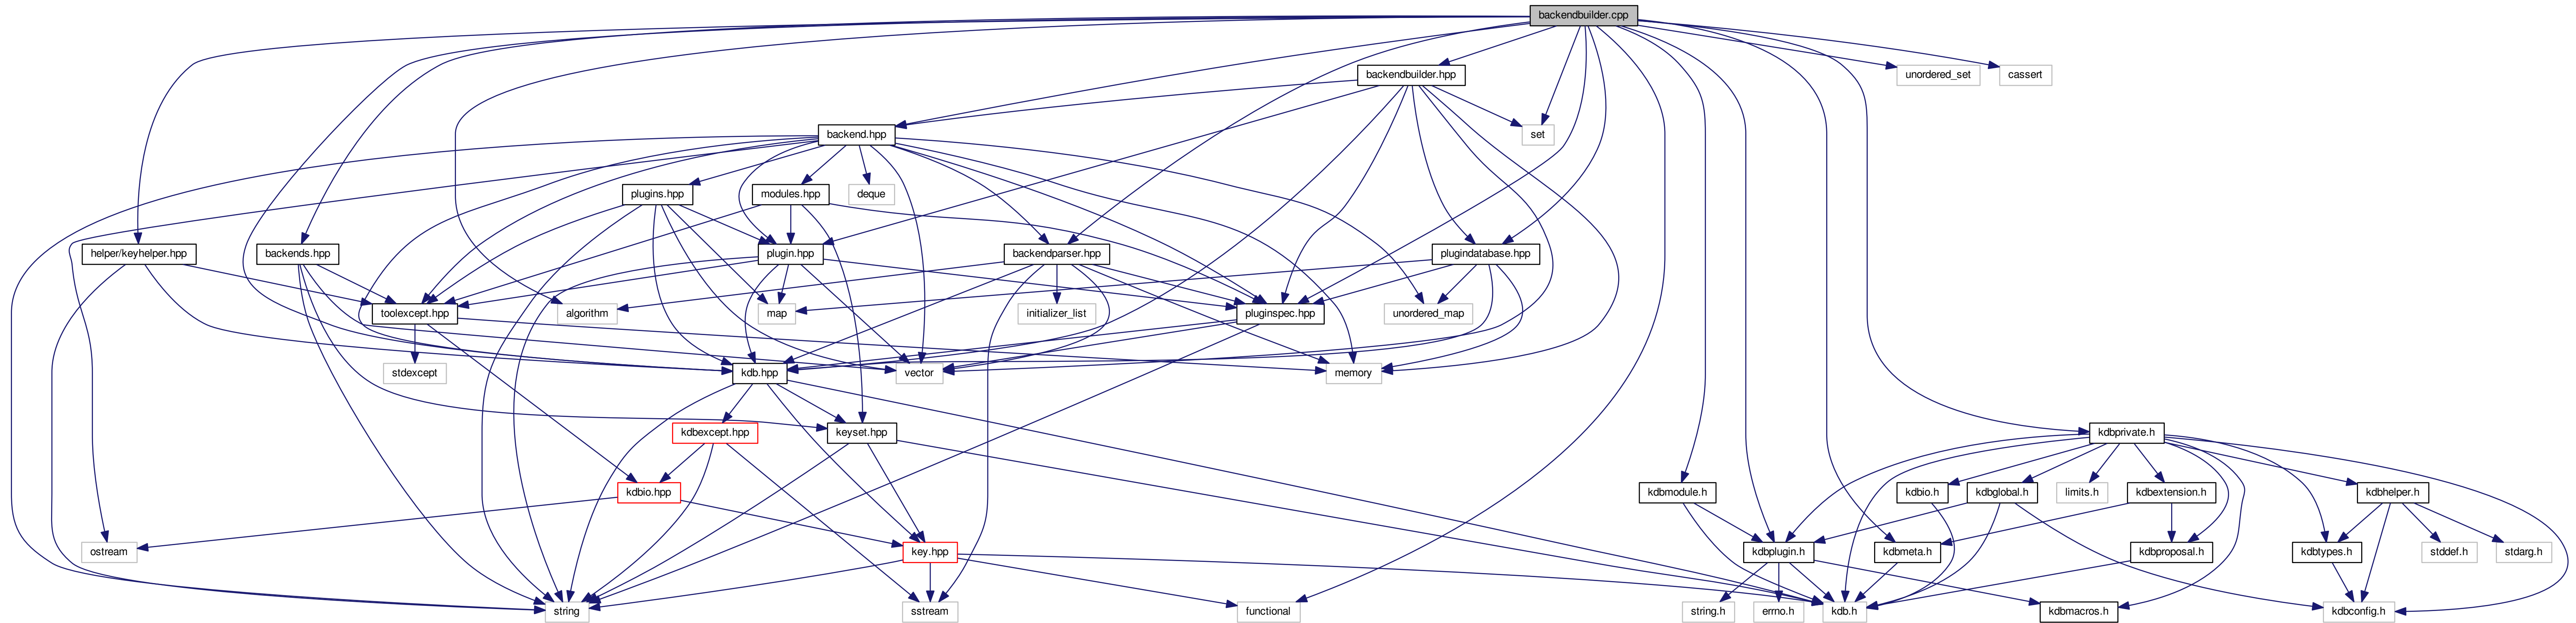 backendbuilder.cpp
backendbuilder.hpp
unordered_set
cassert
backend.hpp
set
plugins.hpp
modules.hpp
deque
helper/keyhelper.hpp
backends.hpp
plugin.hpp
backendparser.hpp
plugindatabase.hpp
toolexcept.hpp
algorithm
map
initializer_list
pluginspec.hpp
unordered_map
stdexcept
kdb.hpp
vector
memory
kdbexcept.hpp
keyset.hpp
kdbprivate.h
kdbio.hpp
kdbmodule.h
kdbio.h
kdbglobal.h
limits.h
kdbextension.h
kdbhelper.h
ostream
key.hpp
kdbplugin.h
kdbmeta.h
kdbproposal.h
kdbtypes.h
stddef.h
stdarg.h
string
sstream
functional
string.h
errno.h
kdb.h
kdbmacros.h
kdbconfig.h